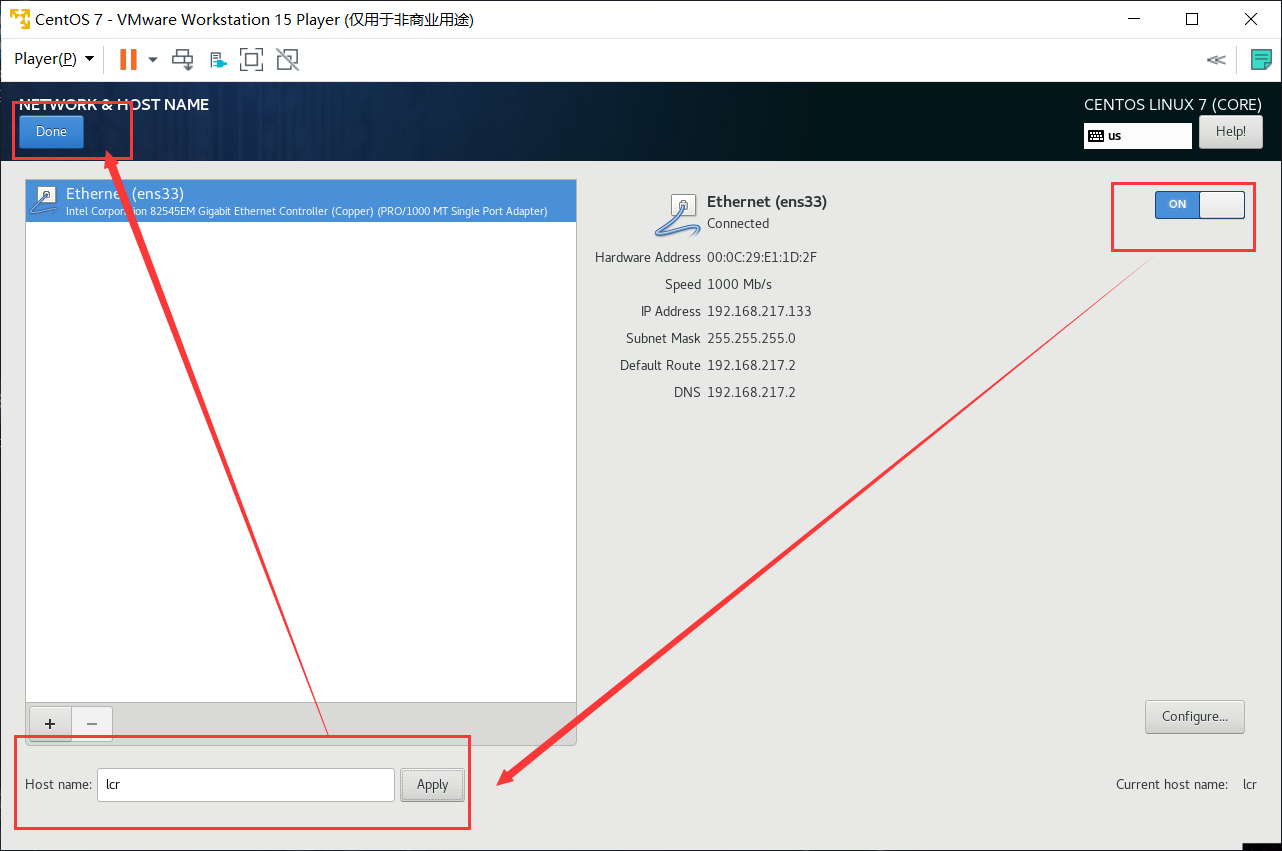 CentOS 7 - VMware Workstation 15 Player (仅用于非商业用途)
Player(P)
NETWORK & HOST NAME
CENTOS LINUX 7 (CORE)
Done
us
Help!
Ethernet (ens33)
Intel Corporation 82545EM Gigabit Ethernet Controller (Copper) (PRO/1000 MT Single Port Adapter)
Ethernet (ens33)
Connected
ON
Hardware Address 00:0C:29:E1:1D:2F
Speed 1000 Mb/s
IP Address 192.168.217.133
Subnet Mask 255.255.255.0
Default Route 192.168.217.2
DNS 192.168.217.2
+ −
Configure...
Host name: lcr Apply
Current host name: lcr